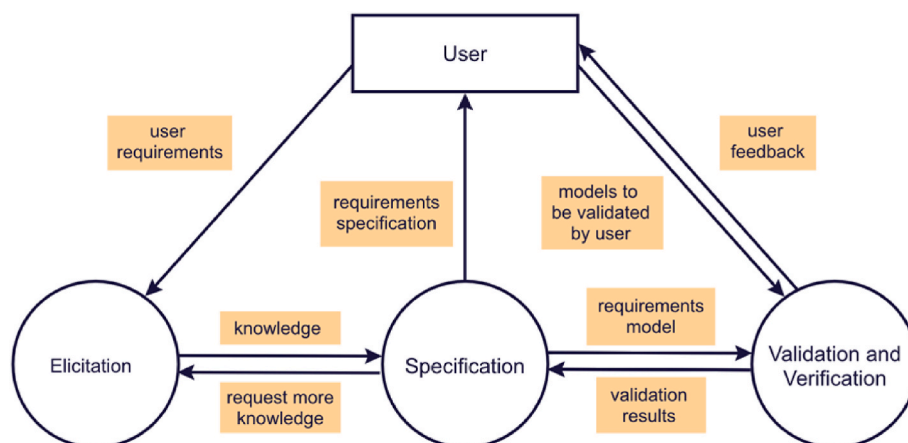 User
user
requirements
user
feedback
requirements
specification
models to
be validated
by user
Elicitation
knowledge
request more
knowledge
Specification
requirements
model
validation
results
Validation and
Verification